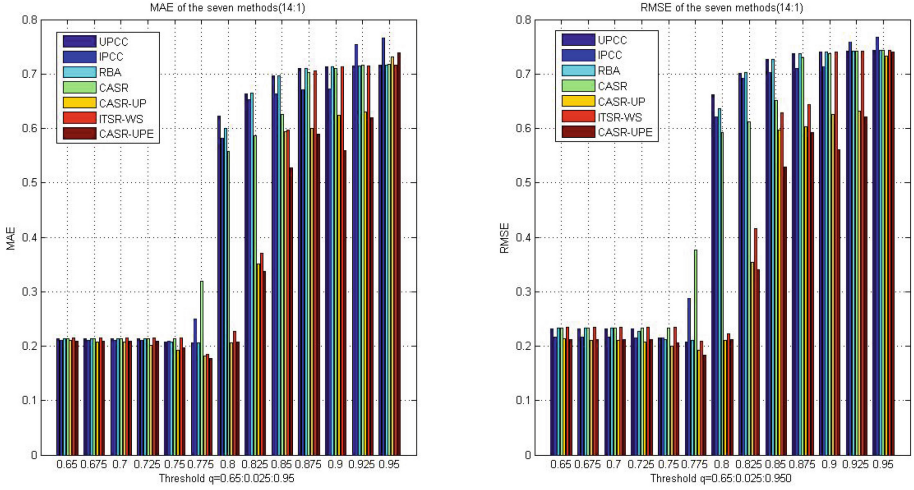 MAE of the seven methods(14:1)
0.8
0.7
0.6
0.5
0.4
0.3
0.2
0.1
0
MAE
UPCC
IPCC
RBA
CASR
CASR-UP
ITSR-WS
CASR-UPE
0.65 0.675 0.7 0.725 0.75 0.775 0.8 0.825 0.85 0.875 0.9 0.925 0.95
Threshold q=0.65:0.025:0.95
RMSE of the seven methods(14:1)
0.8
0.7
0.6
0.5
0.4
0.3
0.2
0.1
0
RMSE
UPCC
IPCC
RBA
CASR
CASR-UP
ITSR-WS
CASR-UPE
0.65 0.675 0.7 0.725 0.75 0.775 0.8 0.825 0.85 0.875 0.9 0.925 0.95
Threshold q=0.65:0.025:0.950